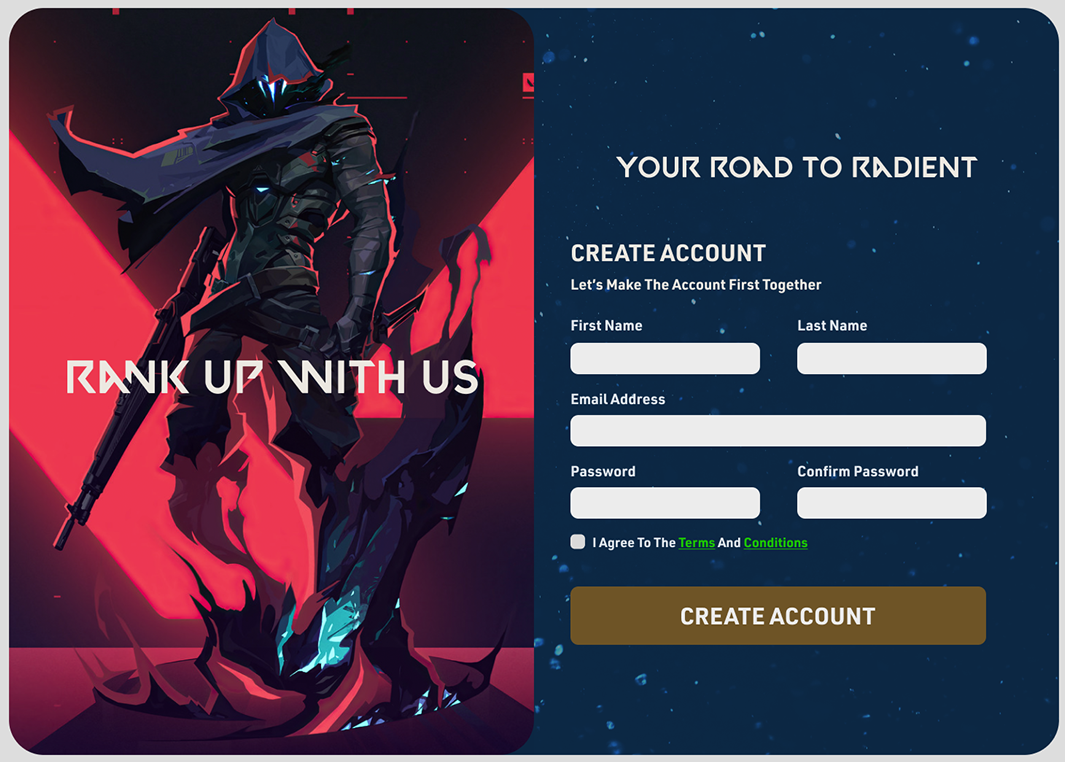 RANK UP WITH US
YOUR ROAD TO RADIENT
CREATE ACCOUNT
Let's Make The Account First Together
First Name
Last Name
Email Address
Password
Confirm Password
I Agree To The Terms And Conditions
CREATE ACCOUNT